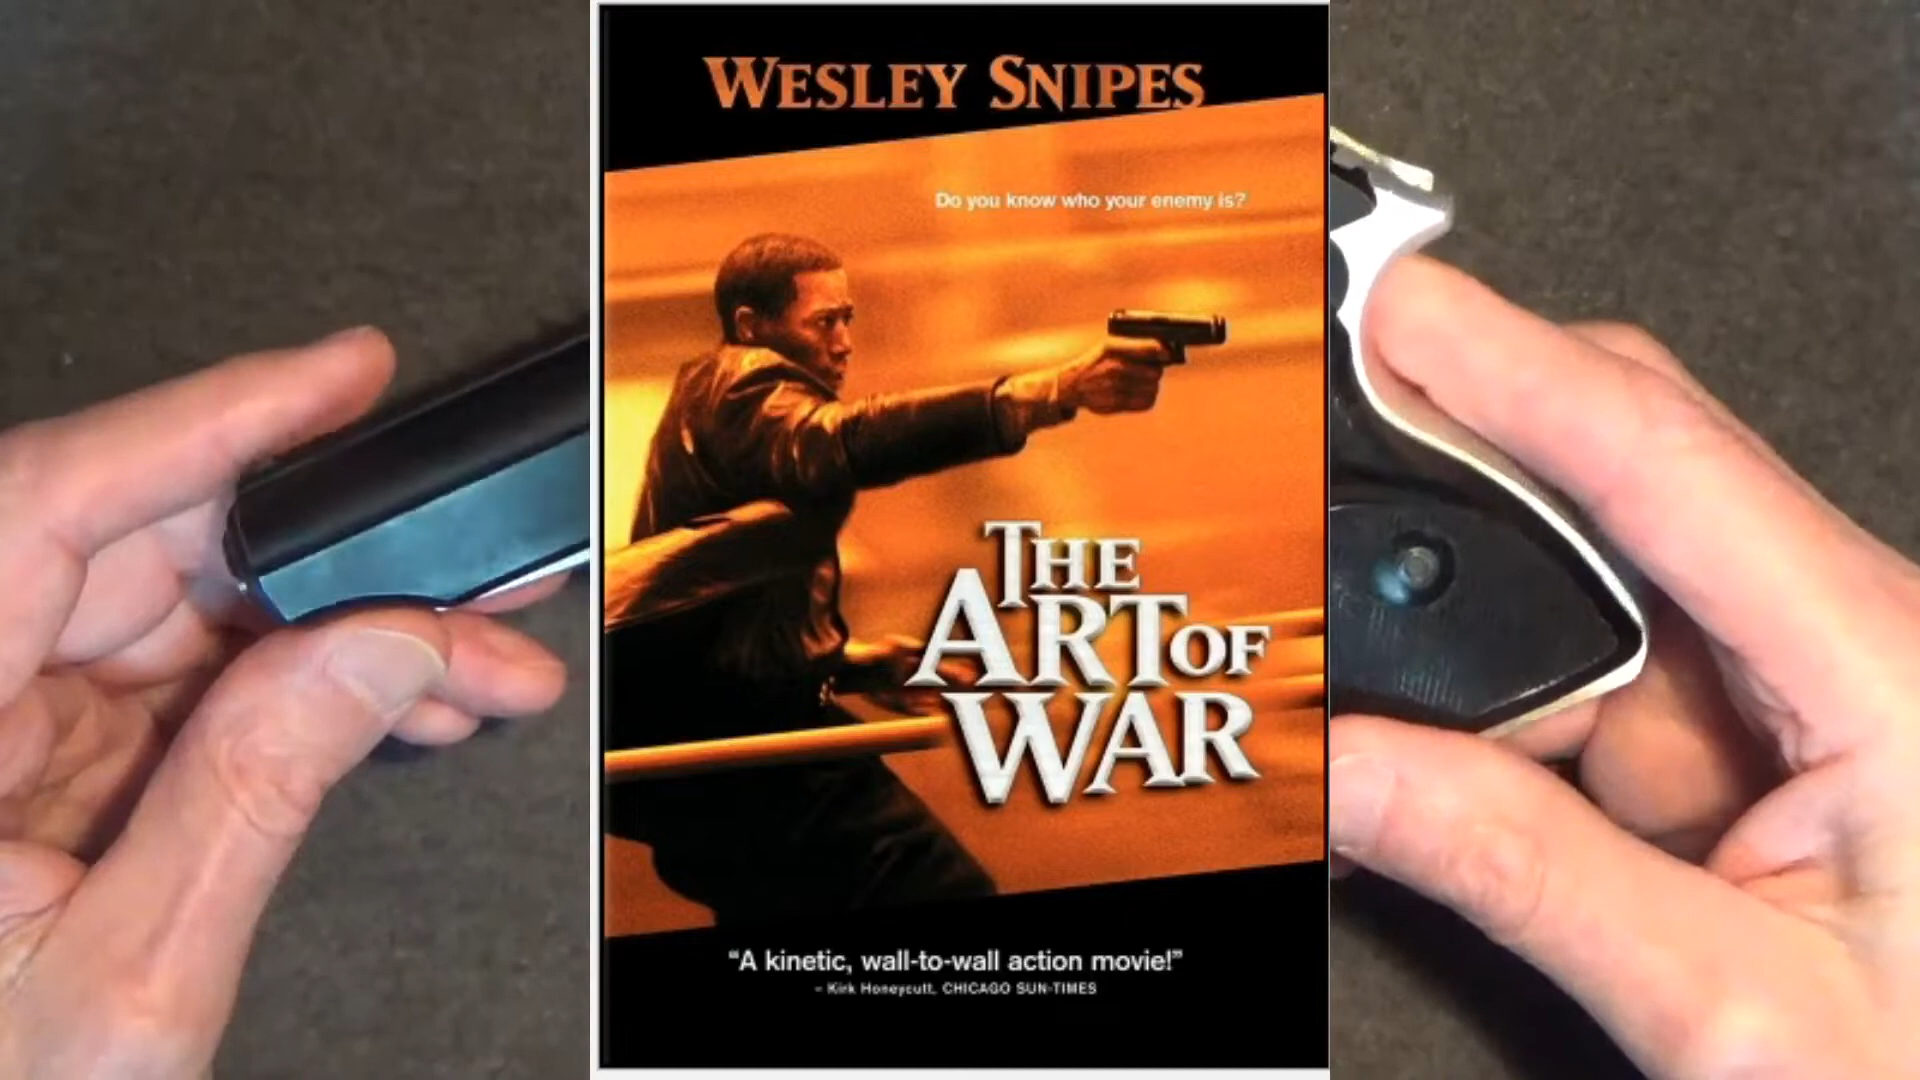 WESLEY SNIPES
Do you know who your enemy is?
THE
ART OF
WAR
“A kinetic, wall-to-wall action movie!”
– Kirk Honeycutt, CHICAGO SUN-TIMES